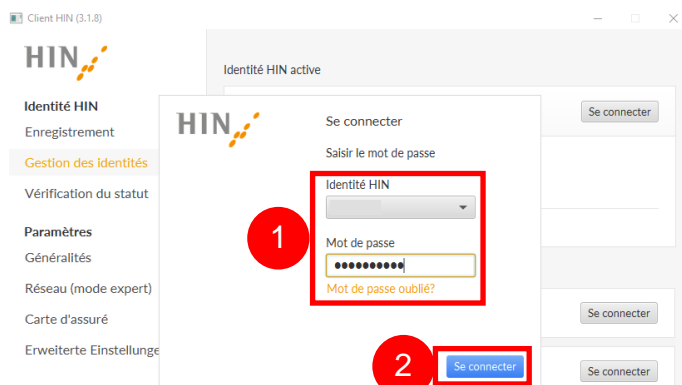 Client HIN (3.1.8)
HIN
Identité HIN active
Identité HIN
Enregistrement
Gestion des identités
Vérification du statut
Paramètres
Généralités
Réseau (mode expert)
Carte d'assuré
Erweiterte Einstellunge
HIN
Se connecter
Saisir le mot de passe
Identité HIN
1
Mot de passe
●●●●●●●●●●
Mot de passe oublié?
2
Se connecter
Se connecter
Se connecter
Se connecter